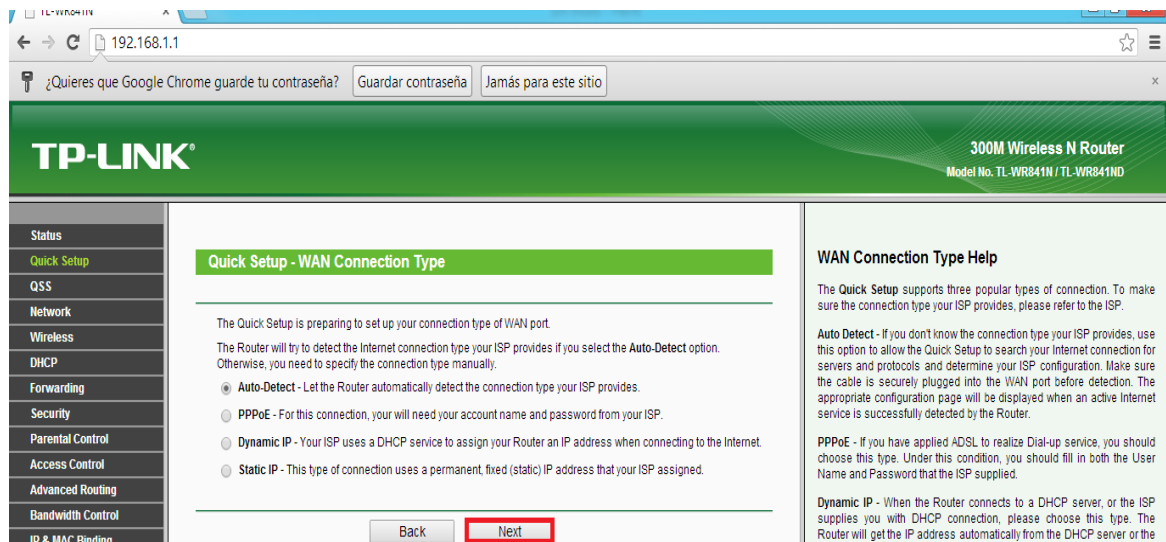 TL-WR841N
192.168.1.1
¿Quieres que Google Chrome guarde tu contraseña? Guardar contraseña Jamás para este sitio
TP-LINK®
300M Wireless N Router
Model No. TL-WR841N / TL-WR841ND
Status
Quick Setup
QSS
Network
Wireless
DHCP
Forwarding
Security
Parental Control
Access Control
Advanced Routing
Bandwidth Control
IP & MAC Binding
Quick Setup - WAN Connection Type
The Quick Setup is preparing to set up your connection type of WAN port.
The Router will try to detect the Internet connection type your ISP provides if you select the Auto-Detect option.
Otherwise, you need to specify the connection type manually.
Auto-Detect - Let the Router automatically detect the connection type your ISP provides.
PPPoE - For this connection, your will need your account name and password from your ISP.
Dynamic IP - Your ISP uses a DHCP service to assign your Router an IP address when connecting to the Internet.
Static IP - This type of connection uses a permanent, fixed (static) IP address that your ISP assigned.
Back Next
WAN Connection Type Help
The Quick Setup supports three popular types of connection. To make
sure the connection type your ISP provides, please refer to the ISP.
Auto Detect - If you don't know the connection type your ISP provides, use
this option to allow the Quick Setup to search your Internet connection for
servers and protocols and determine your ISP configuration. Make sure
the cable is securely plugged into the WAN port before detection. The
appropriate configuration page will be displayed when an active Internet
service is successfully detected by the Router.
PPPoE - If you have applied ADSL to realize Dial-up service, you should
choose this type. Under this condition, you should fill in both the User
Name and Password that the ISP supplied.
Dynamic IP - When the Router connects to a DHCP server, or the ISP
supplies you with DHCP connection, please choose this type. The
Router will get the IP address automatically from the DHCP server or the